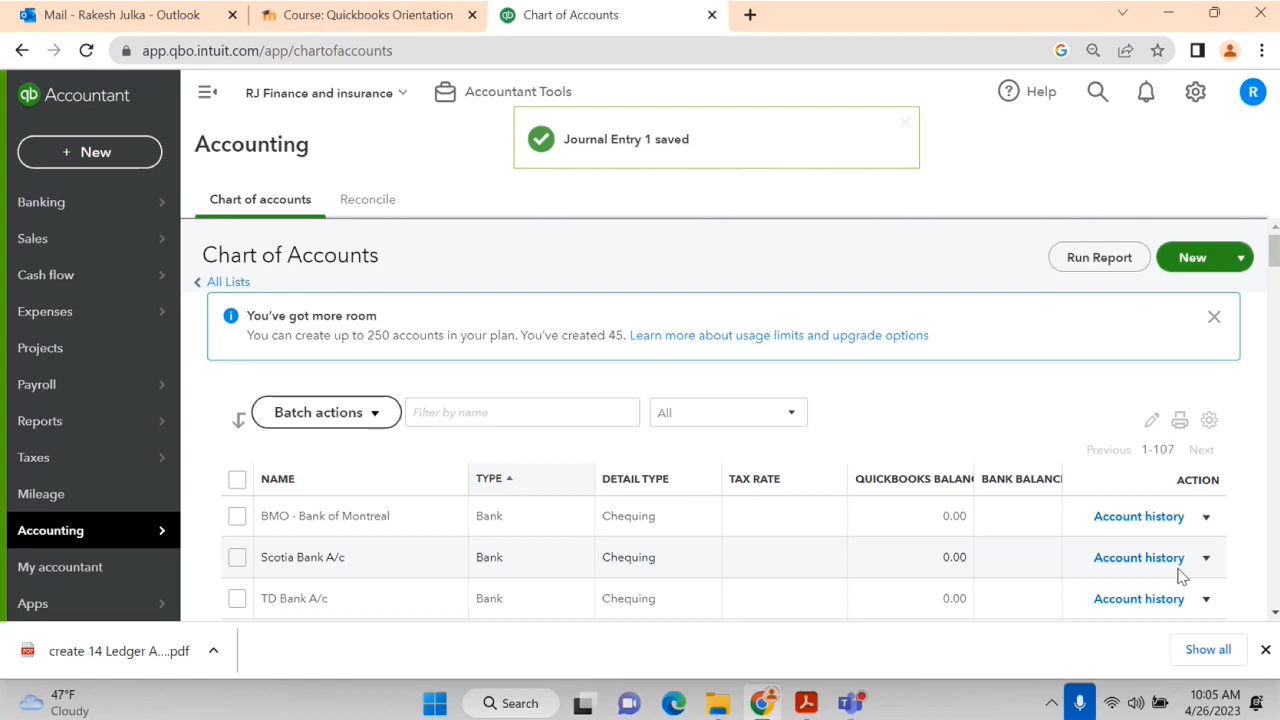 Mail - Rakesh Julka - Outlook
Course: Quickbooks Orientation
qb Chart of Accounts
app.qbo.intuit.com/app/chartofaccounts
qb Accountant
RJ Finance and insurance
Accountant Tools
Help
R
+ New
Journal Entry 1 saved
Accounting
Banking
Sales
Cash flow
Expenses
Projects
Payroll
Reports
Taxes
Mileage
Accounting
My accountant
Apps
Chart of accounts
Reconcile
Chart of Accounts
Run Report
New
All Lists
You've got more room
You can create up to 250 accounts in your plan. You've created 45. Learn more about usage limits and upgrade options
Batch actions
Filter by name
All
Previous 1-107 Next
NAME TYPE DETAIL TYPE TAX RATE QUICKBOOKS BALANC BANK BALANC ACTION
BMO - Bank of Montreal Bank Chequing 0.00 Account history
Scotia Bank A/c Bank Chequing 0.00 Account history
TD Bank A/c Bank Chequing 0.00 Account history
create 14 Ledger A....pdf
Show all
47°F
Cloudy
Search
10:05 AM
4/26/2023